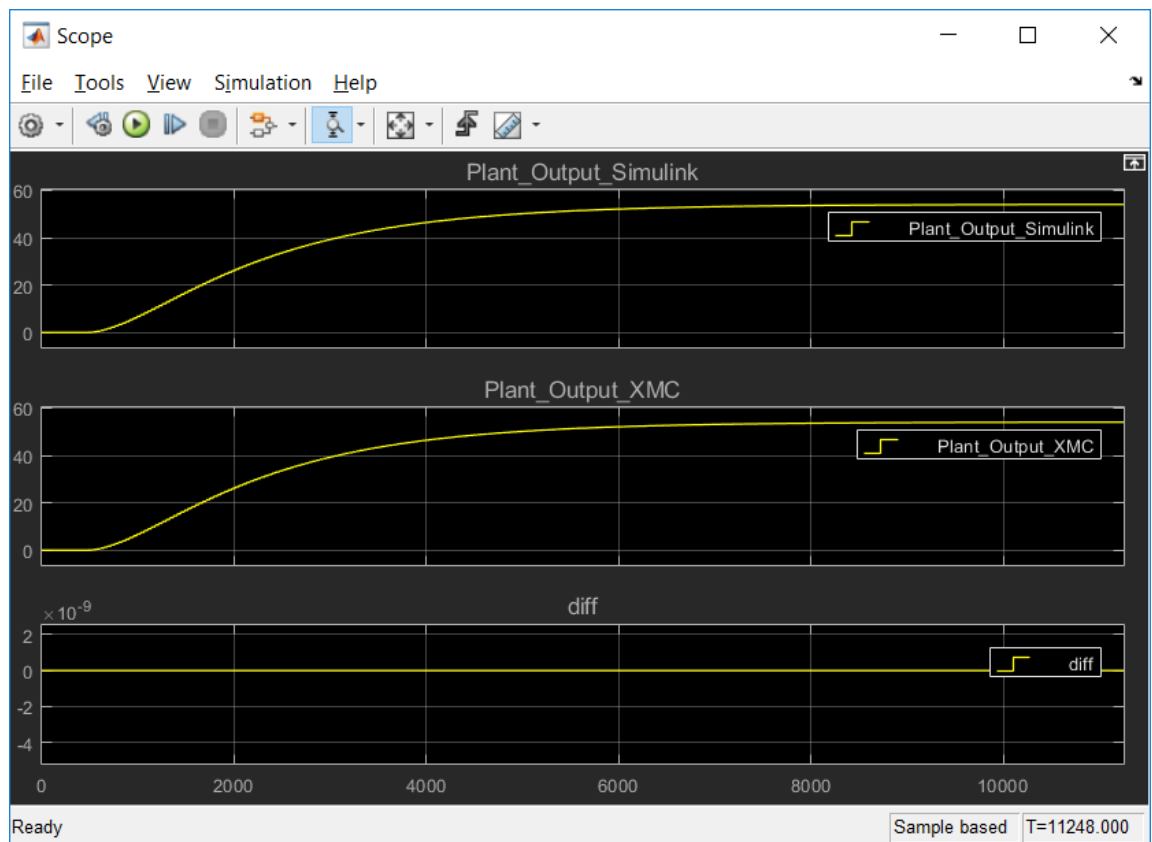 Scope
File Tools View Simulation Help
Plant_Output_Simulink
60
40
20
0
Plant_Output_Simulink
Plant_Output_XMC
60
40
20
0
Plant_Output_XMC
×10⁻⁹
diff
2
0
-2
-4
diff
0 2000 4000 6000 8000 10000
Ready Sample based T=11248.000